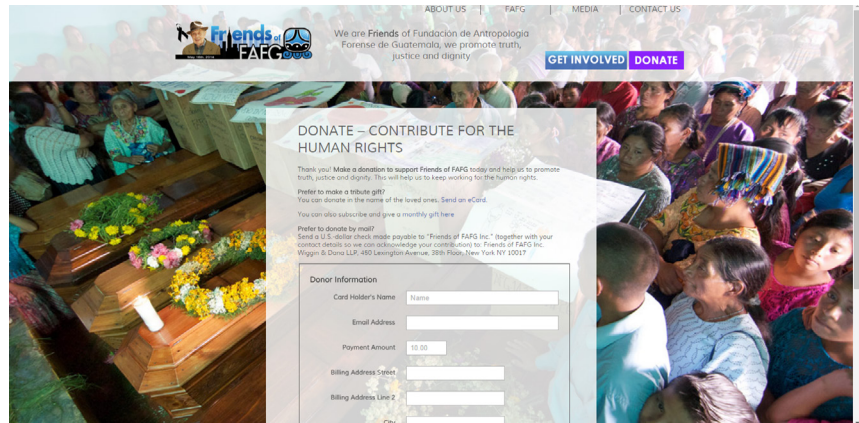 ABOUT US | FAFG | MEDIA | CONTACT US
Friends of
FAFG
We are Friends of Fundación de Antropología
Forense de Guatemala, we promote truth,
justice and dignity
GET INVOLVED DONATE
DONATE – CONTRIBUTE FOR THE
HUMAN RIGHTS
Thank you! Make a donation to support Friends of FAFG today and help us to promote
truth, justice and dignity. This will help us to keep working for the human rights.
Prefer to make a tribute gift?
You can donate in the name of the loved ones. Send an eCard.
You can also subscribe and give a monthly gift here
Prefer to donate by mail?
Send a U.S. dollar check made payable to "Friends of FAFG Inc." (together with your
contact details so we can acknowledge your contribution) to: Friends of FAFG Inc.
Wiggin & Dana LLP, 450 Lexington Avenue, 38th Floor, New York NY 10017
Donor Information
Card Holder's Name Name
Email Address
Payment Amount 10.00
Billing Address Street
Billing Address Line 2
City